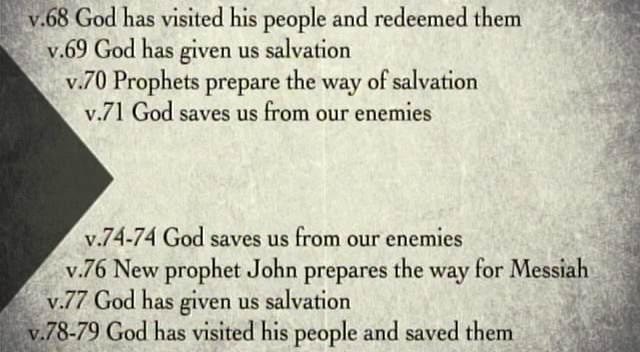 v.68 God has visited his people and redeemed them
v.69 God has given us salvation
v.70 Prophets prepare the way of salvation
v.71 God saves us from our enemies
v.74-74 God saves us from our enemies
v.76 New prophet John prepares the way for Messiah
v.77 God has given us salvation
v.78-79 God has visited his people and saved them